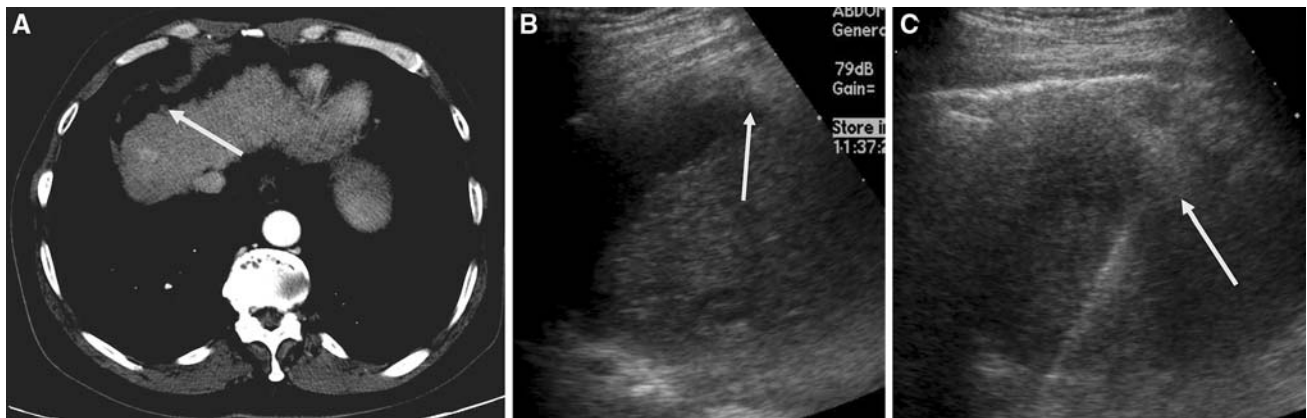 A
B
C
ABDOM
Genera
79dB
Gain=
Store in
11:37:2